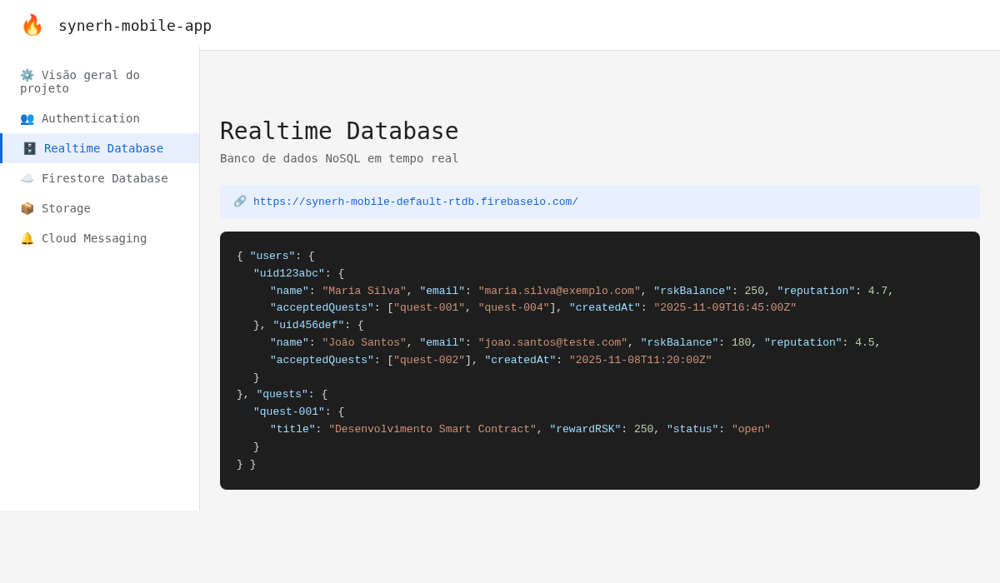 synerh-mobile-app
⚙️ Visão geral do
projeto
👥 Authentication
🗄️ Realtime Database
☁️ Firestore Database
📦 Storage
🔔 Cloud Messaging
Realtime Database
Banco de dados NoSQL em tempo real
🔗 https://synerh-mobile-default-rtdb.firebaseio.com/
{ "users": {
"uid123abc": {
"name": "Maria Silva", "email": "maria.silva@exemplo.com", "rskBalance": 250, "reputation": 4.7,
"acceptedQuests": ["quest-001", "quest-004"], "createdAt": "2025-11-09T16:45:00Z"
}, "uid456def": {
"name": "João Santos", "email": "joao.santos@teste.com", "rskBalance": 180, "reputation": 4.5,
"acceptedQuests": ["quest-002"], "createdAt": "2025-11-08T11:20:00Z"
}
}, "quests": {
"quest-001": {
"title": "Desenvolvimento Smart Contract", "rewardRSK": 250, "status": "open"
}
} }